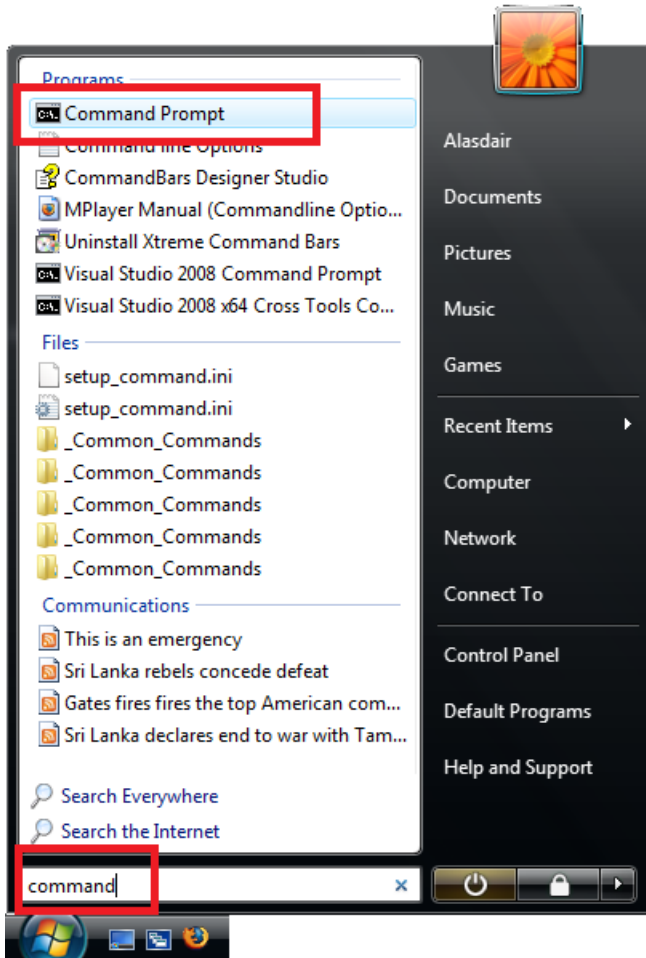 Programs
Command Prompt
Command line Options
CommandBars Designer Studio
MPlayer Manual (Commandline Optio...
Uninstall Xtreme Command Bars
Visual Studio 2008 Command Prompt
Visual Studio 2008 x64 Cross Tools Co...
Files
setup_command.ini
setup_command.ini
_Common_Commands
_Common_Commands
_Common_Commands
_Common_Commands
_Common_Commands
Communications
This is an emergency
Sri Lanka rebels concede defeat
Gates fires fires the top American com...
Sri Lanka declares end to war with Tam...
Search Everywhere
Search the Internet
command
Alasdair
Documents
Pictures
Music
Games
Recent Items
Computer
Network
Connect To
Control Panel
Default Programs
Help and Support